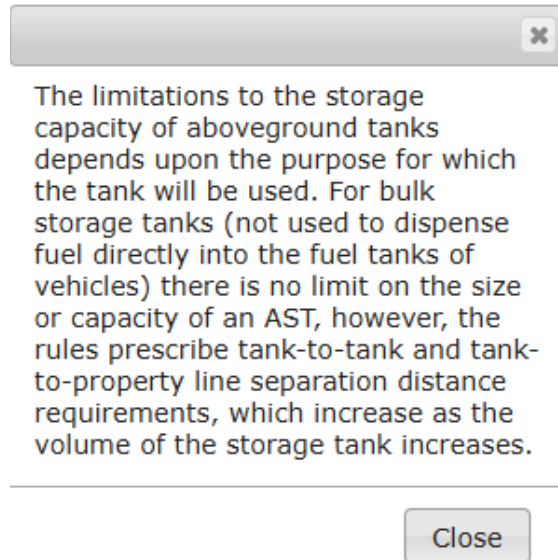 The limitations to the storage
capacity of aboveground tanks
depends upon the purpose for which
the tank will be used. For bulk
storage tanks (not used to dispense
fuel directly into the fuel tanks of
vehicles) there is no limit on the size
or capacity of an AST, however, the
rules prescribe tank-to-tank and tank-
to-property line separation distance
requirements, which increase as the
volume of the storage tank increases.
Close